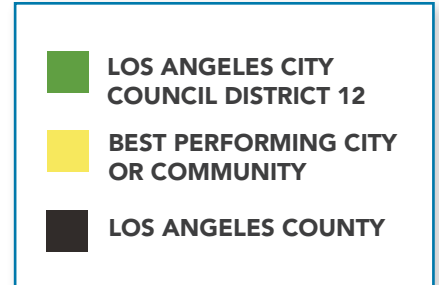 LOS ANGELES CITY
COUNCIL DISTRICT 12
BEST PERFORMING CITY
OR COMMUNITY
LOS ANGELES COUNTY